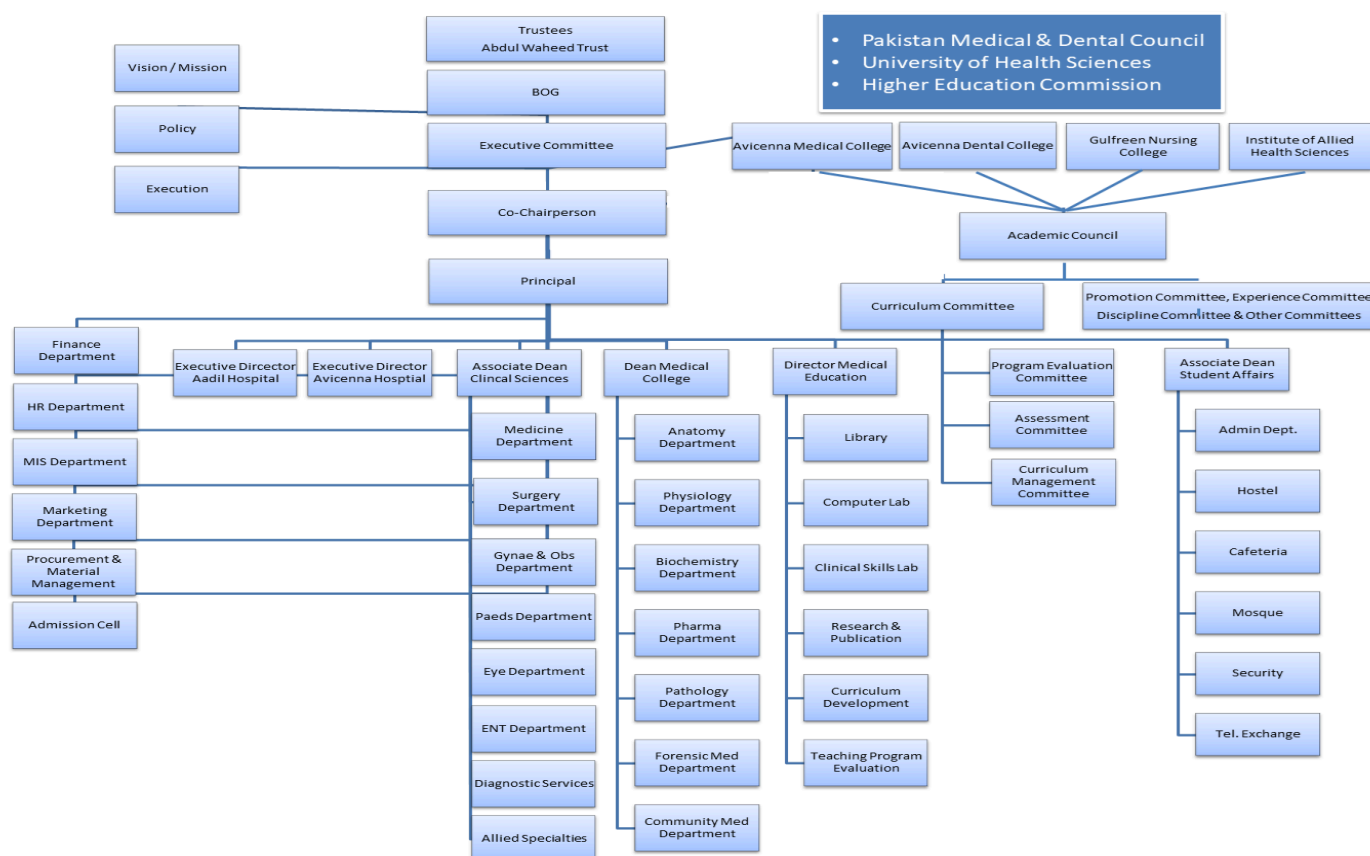 Trustees
Abdul Waheed Trust
• Pakistan Medical & Dental Council
• University of Health Sciences
• Higher Education Commission
Vision / Mission
BOG
Policy
Executive Committee
Avicenna Medical College
Avicenna Dental College
Gulfreen Nursing
College
Institute of Allied
Health Sciences
Execution
Co-Chairperson
Academic Council
Principal
Curriculum Committee
Promotion Committee, Experience Committee
Discipline Committee & Other Committees
Finance
Department
Executive Dircector
Aadil Hospital
Executive Director
Avicenna Hosptial
Associate Dean
Clincal Sciences
Dean Medical
College
Director Medical
Education
Program Evaluation
Committee
Associate Dean
Student Affairs
HR Department
MIS Department
Marketing
Department
Procurement &
Material
Management
Admission Cell
Medicine
Department
Surgery
Department
Gynae & Obs
Department
Paeds Department
Eye Department
ENT Department
Diagnostic Services
Allied Specialties
Anatomy
Department
Physiology
Department
Biochemistry
Department
Pharma
Department
Pathology
Department
Forensic Med
Department
Community Med
Department
Library
Computer Lab
Clinical Skills Lab
Research &
Publication
Curriculum
Development
Teaching Program
Evaluation
Assessment
Committee
Curriculum
Management
Committee
Admin Dept.
Hostel
Cafeteria
Mosque
Security
Tel. Exchange